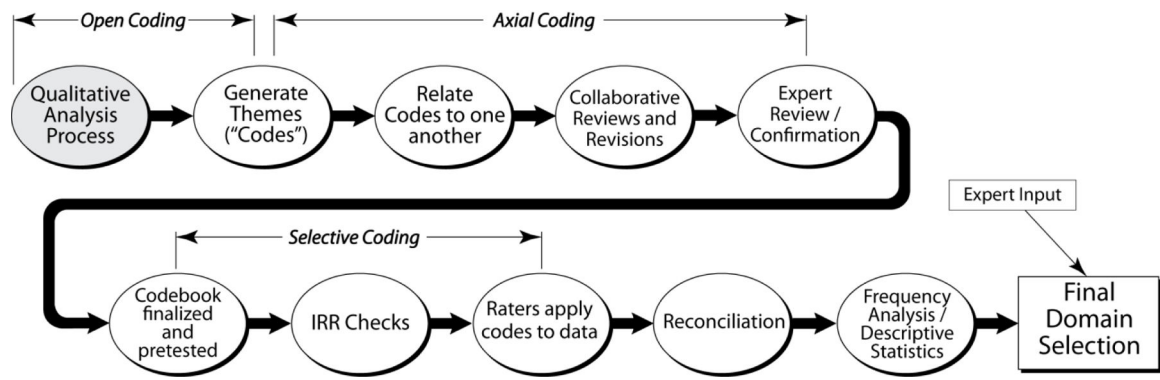 Open Coding
Axial Coding
Qualitative
Analysis
Process
Generate
Themes
(“Codes”)
Relate
Codes to one
another
Collaborative
Reviews and
Revisions
Expert
Review /
Confirmation
Expert Input
Selective Coding
Codebook
finalized
and
pretested
IRR Checks
Raters apply
codes to data
Reconciliation
Frequency
Analysis /
Descriptive
Statistics
Final
Domain
Selection